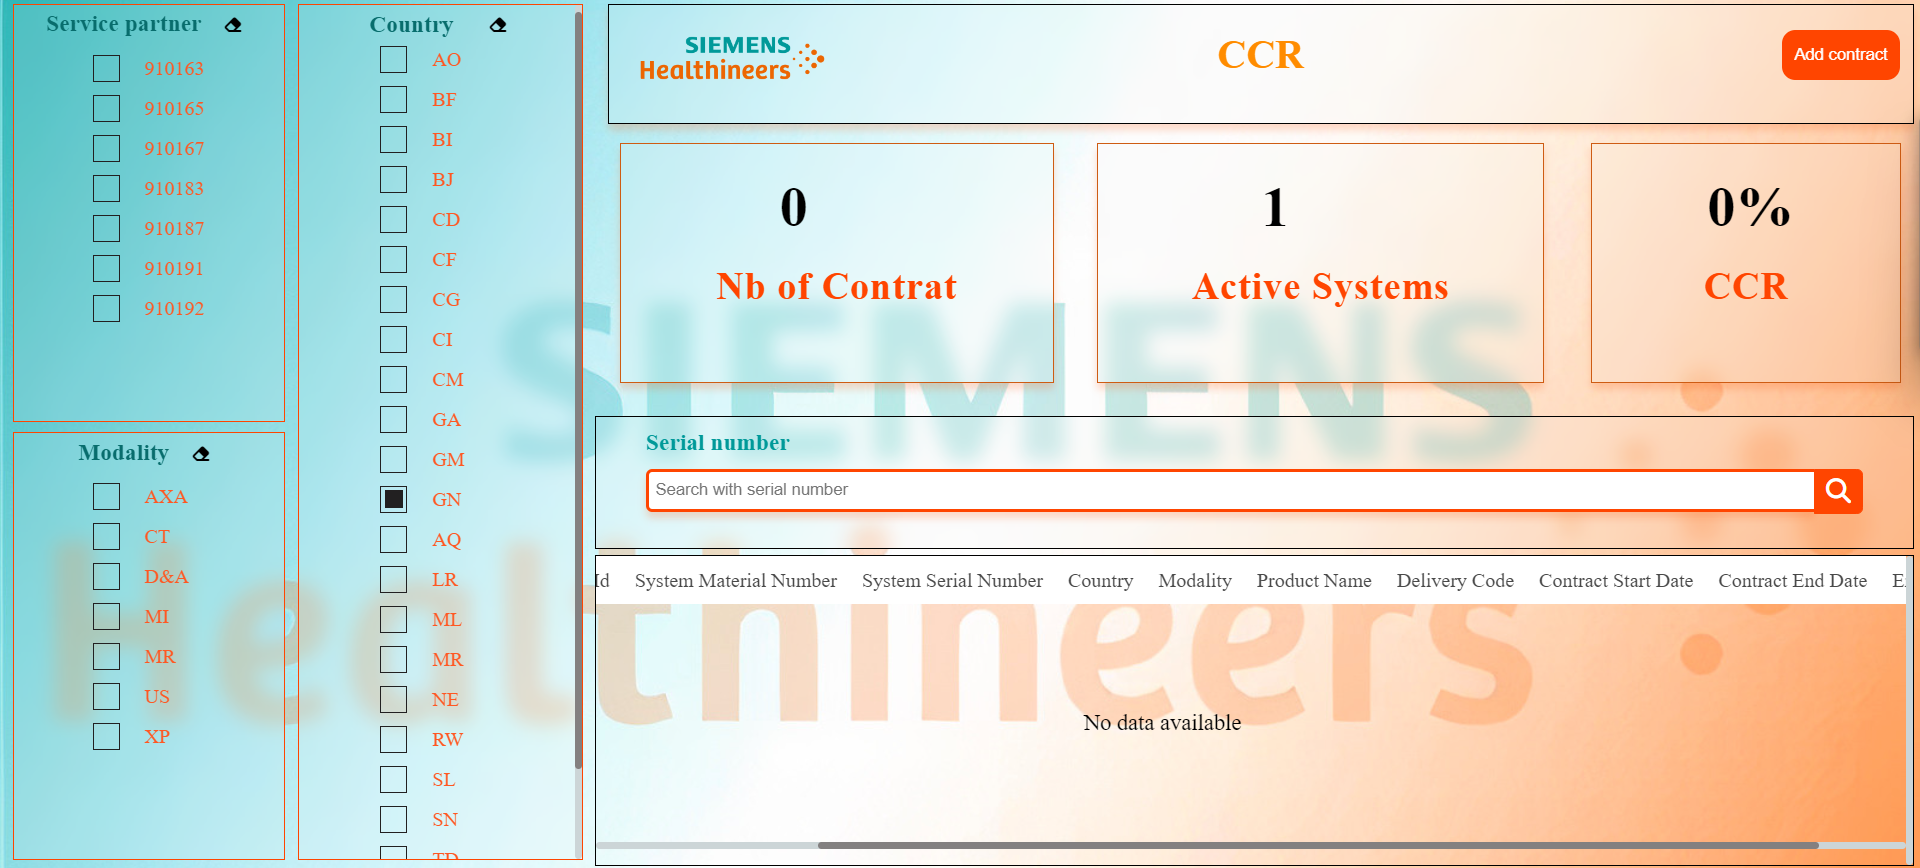 Service partner
910163
910165
910167
910183
910187
910191
910192
Modality
AXA
CT
D&A
MI
MR
US
XP
Country
AO
BF
BI
BJ
CD
CF
CG
CI
CM
GA
GM
GN
AQ
LR
ML
MR
NE
RW
SL
SN
TD
SIEMENS
Healthineers
CCR
Add contract
0
Nb of Contrat
1
Active Systems
0%
CCR
Serial number
Search with serial number
Id System Material Number System Serial Number Country Modality Product Name Delivery Code Contract Start Date Contract End Date
No data available
SIEMENS
Healthineers